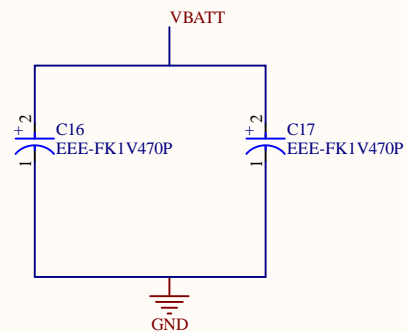 VBATT
+ 2
C16
EEE-FK1V470P
1
+ 2
C17
EEE-FK1V470P
1
GND